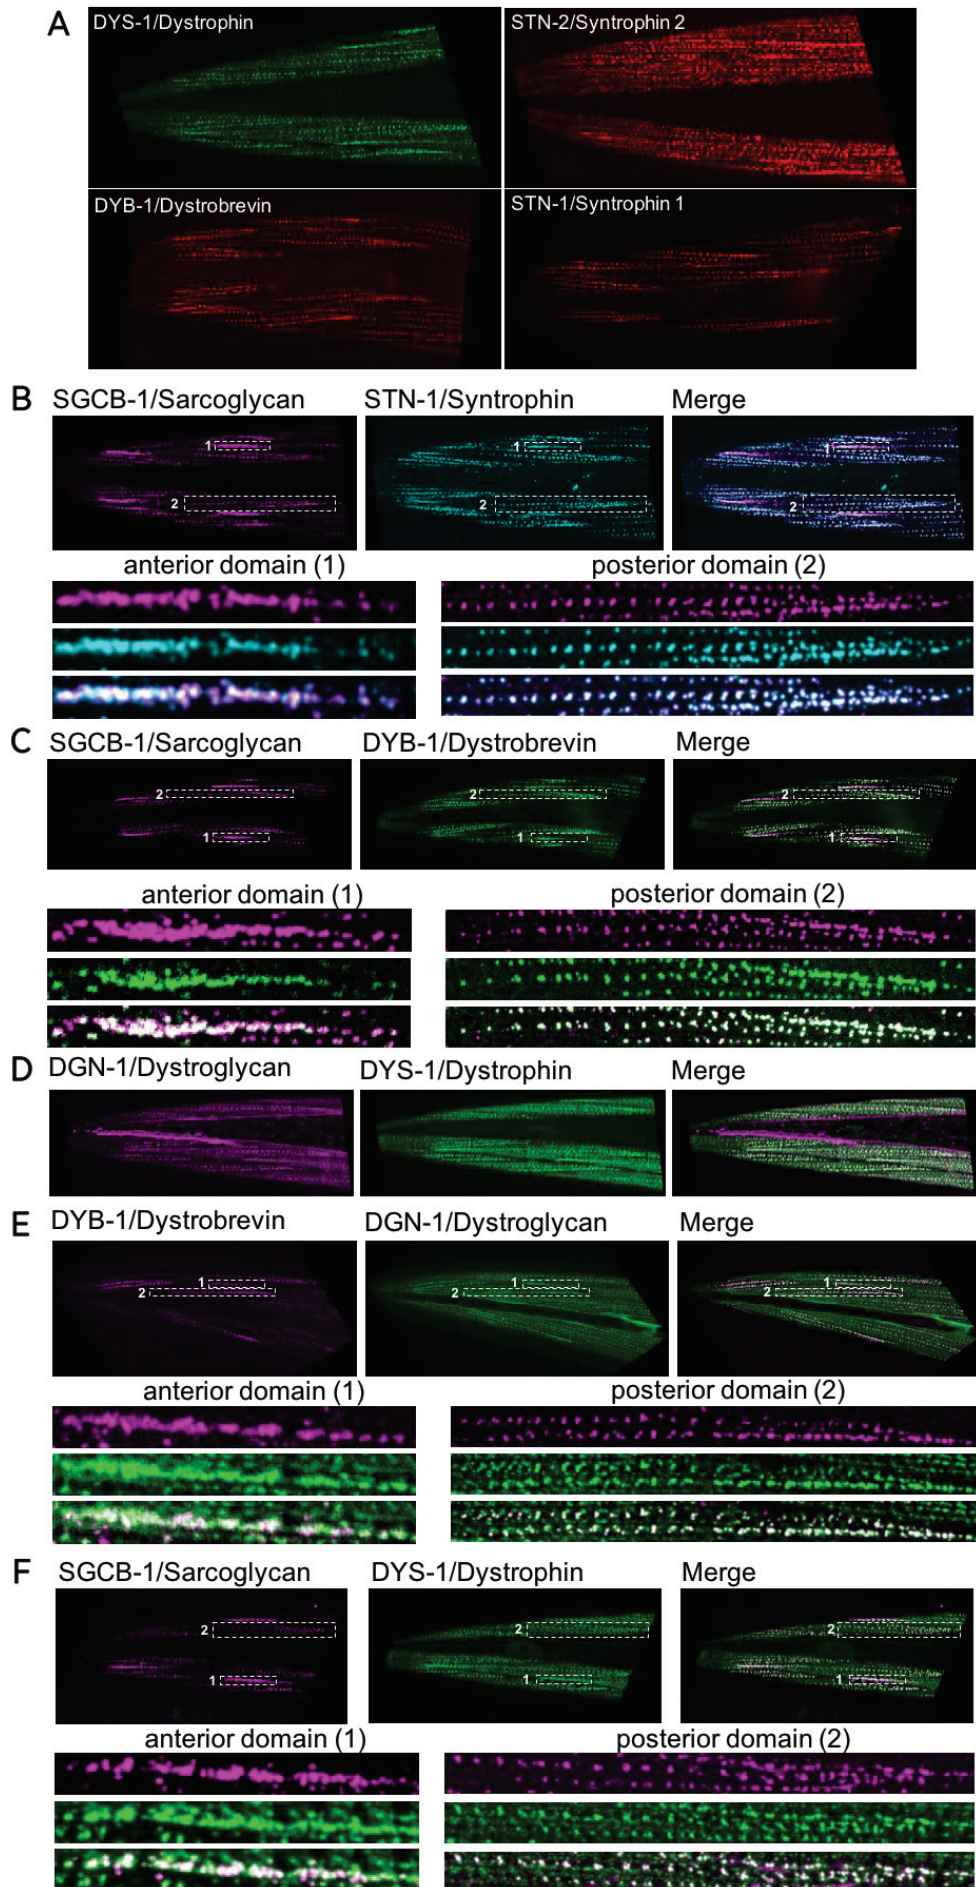 A
DYS-1/Dystrophin
STN-2/Syntrophin 2
DYB-1/Dystrobrevin
STN-1/Syntrophin 1
B
SGCB-1/Sarcoglycan
STN-1/Syntrophin
Merge
1
2
1
2
1
2
anterior domain (1)
posterior domain (2)
C
SGCB-1/Sarcoglycan
DYB-1/Dystrobrevin
Merge
2
1
2
1
2
1
anterior domain (1)
posterior domain (2)
D
DGN-1/Dystroglycan
DYS-1/Dystrophin
Merge
E
DYB-1/Dystrobrevin
DGN-1/Dystroglycan
Merge
1
2
1
2
1
2
anterior domain (1)
posterior domain (2)
F
SGCB-1/Sarcoglycan
DYS-1/Dystrophin
Merge
2
1
2
1
2
1
anterior domain (1)
posterior domain (2)